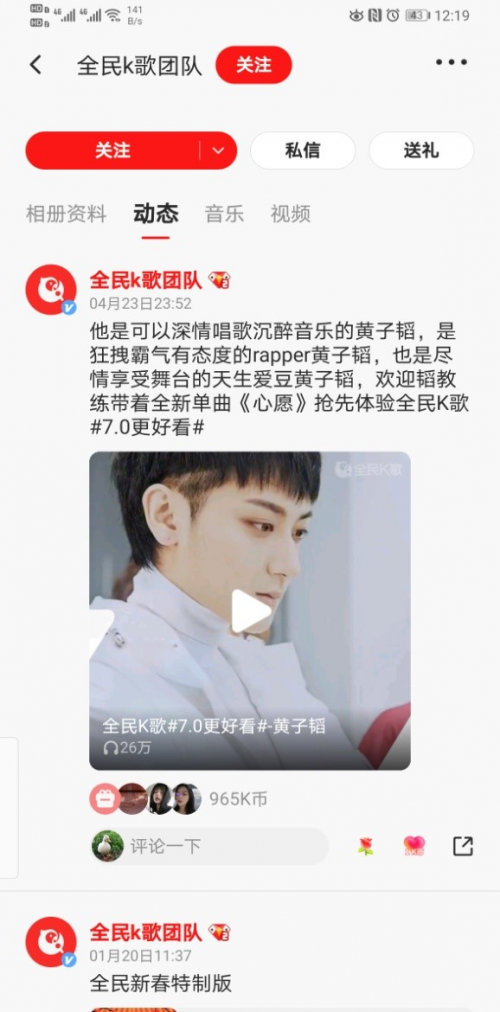 HD B 4G 4G 141 B/s HD B 43 12:19
全民k歌团队 关注
关注 私信 送礼
相册资料 动态 音乐 视频
全民k歌团队
04月23日23:52
他是可以深情唱歌沉醉音乐的黄子韬，是
狂拽霸气有态度的rapper黄子韬，也是尽
情享受舞台的天生爱豆黄子韬，欢迎韬教
练带着全新单曲《心愿》抢先体验全民K歌
#7.0更好看#
全民K歌
全民K歌#7.0更好看#-黄子韬
26万
965K币
评论一下
全民k歌团队
01月20日11:37
全民新春特制版